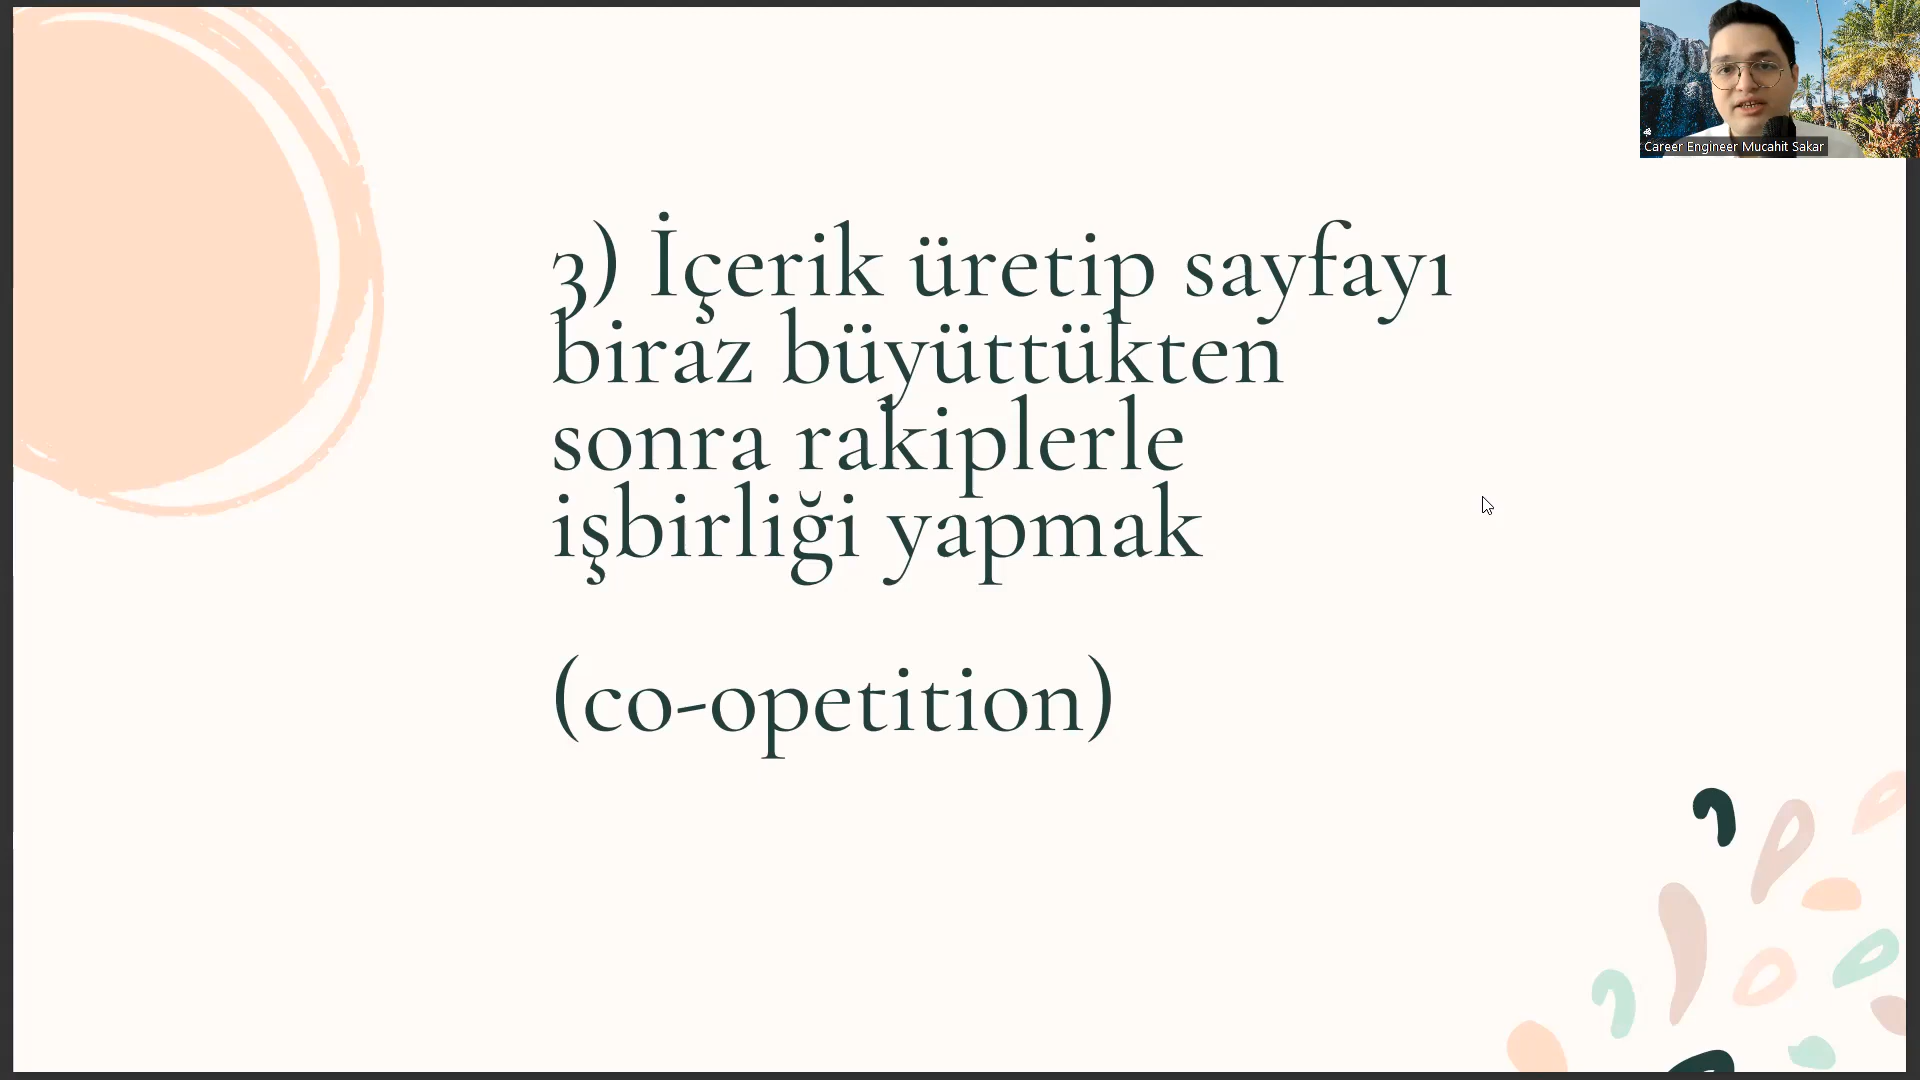 Career Engineer Mucahit Sakar
3) İçerik üretip sayfayı
biraz büyüttükten
sonra rakiplerle
işbirliği yapmak
(co-opetition)